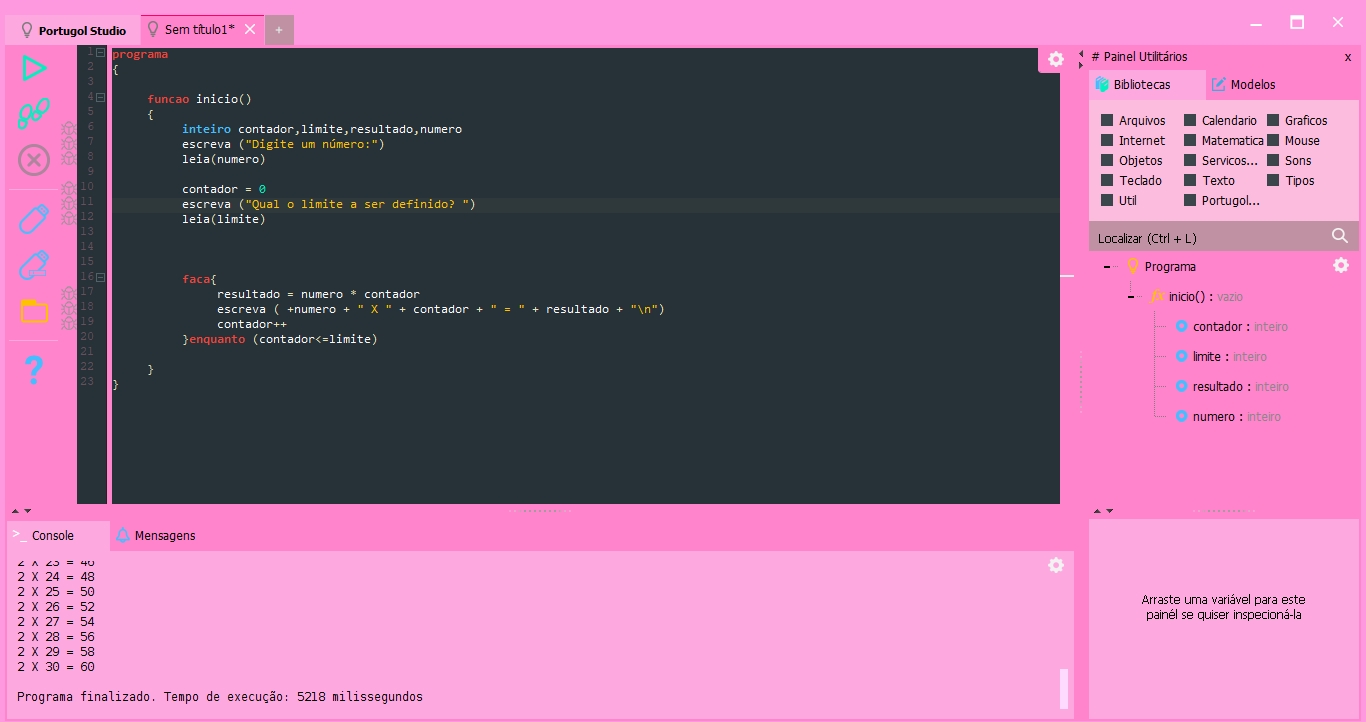 Portugol Studio
Sem título1*
+
1 programa
2 {
3
4 funcao inicio()
5 {
6 inteiro contador,limite,resultado,numero
7 escreva ("Digite um número:")
8 leia(numero)
9
10 contador = 0
11 escreva ("Qual o limite a ser definido? ")
12 leia(limite)
13
14
15
16 faca{
17 resultado = numero * contador
18 escreva ( +numero + " X " + contador + " = " + resultado + "\n")
19 contador++
20 }enquanto (contador<=limite)
21
22 }
23 }
# Painel Utilitários x
Bibliotecas Modelos
Arquivos Calendario Graficos
Internet Matematica Mouse
Objetos Servicos... Sons
Teclado Texto Tipos
Util Portugol...
Localizar (Ctrl + L)
Programa
fx inicio() : vazio
contador : inteiro
limite : inteiro
resultado : inteiro
numero : inteiro
Arraste uma variável para este
painél se quiser inspecioná-la
>_ Console Mensagens
2 X 23 = 46
2 X 24 = 48
2 X 25 = 50
2 X 26 = 52
2 X 27 = 54
2 X 28 = 56
2 X 29 = 58
2 X 30 = 60
Programa finalizado. Tempo de execução: 5218 milissegundos